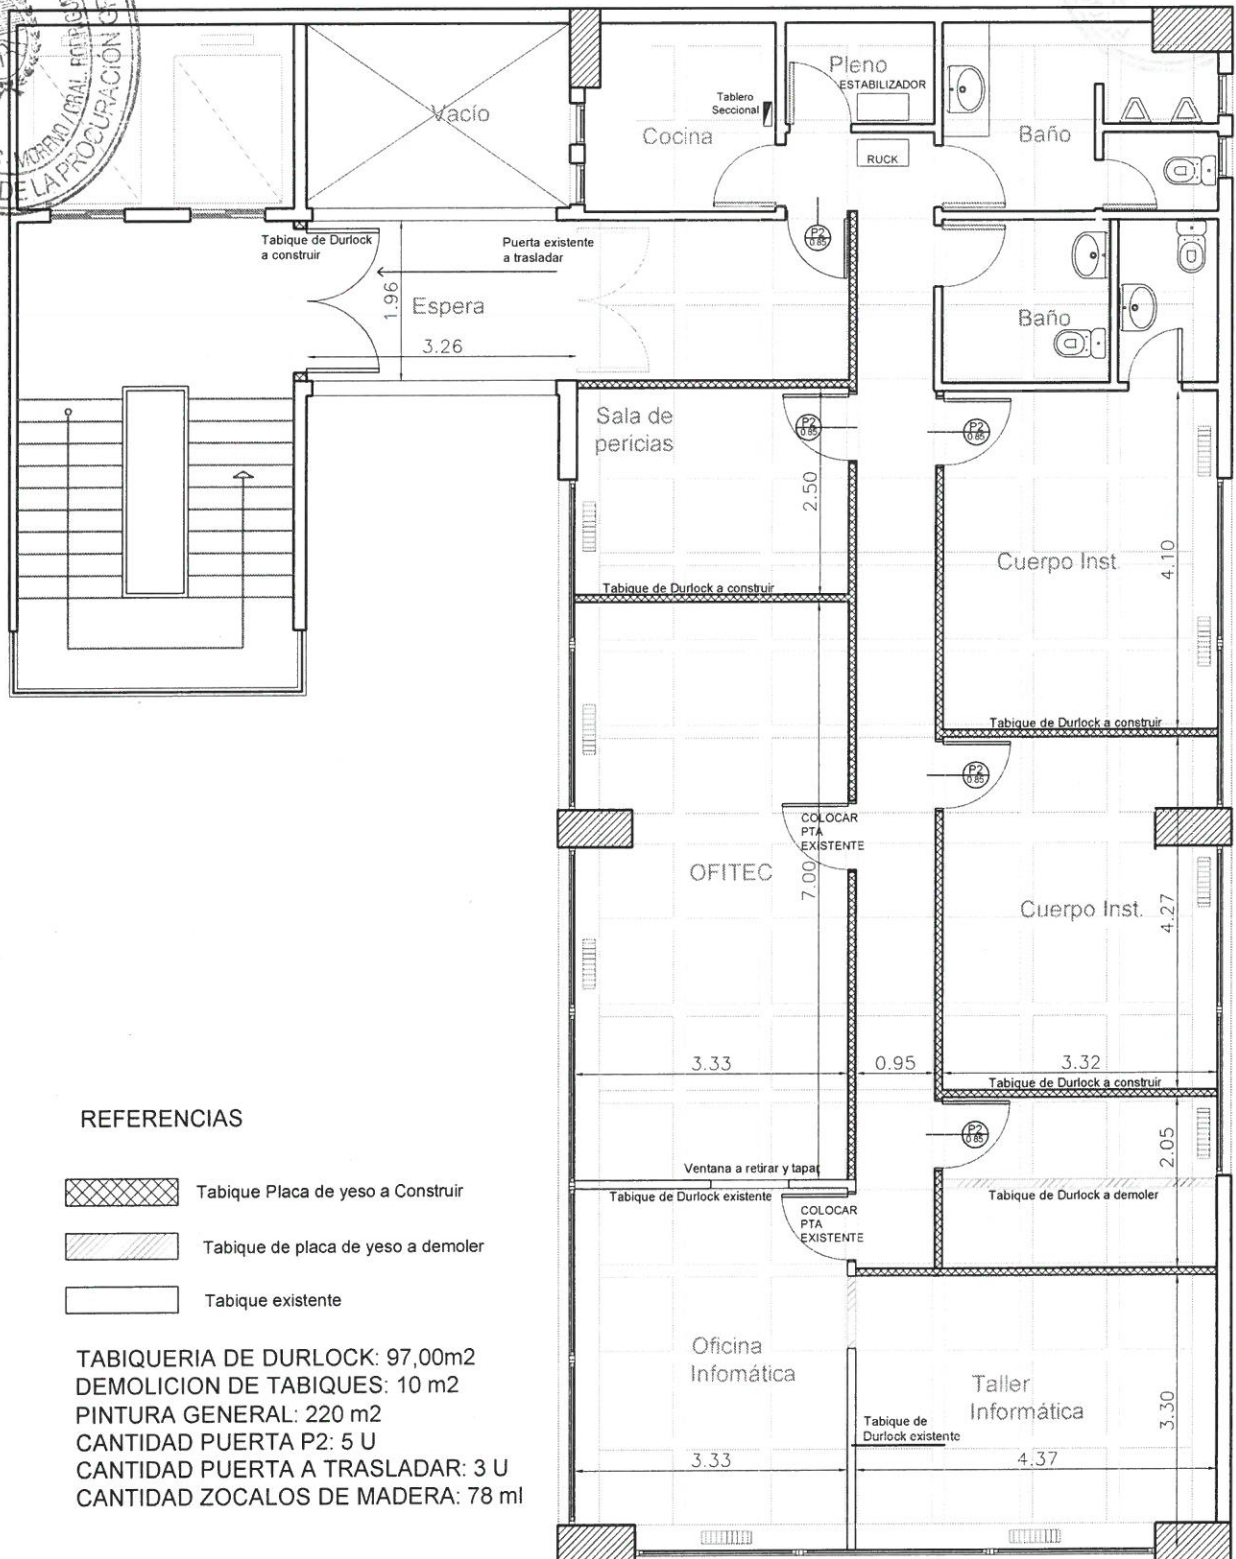 MORENO / GRAL. RODRIGU
DE LA PROCURACIÓN GE
Pleno
ESTABILIZADOR
Tablero
Seccional
Vacío
Cocina
Baño
RUCK
P2
0.85
Tabique de Durlock
a construir
Puerta existente
a trasladar
1.96
Espera
3.26
Baño
Sala de
pericias
P2
0.85
P2
0.85
2.50
Cuerpo Inst.
4.10
Tabique de Durlock a construir
Tabique de Durlock a construir
P2
0.85
COLOCAR
PTA
EXISTENTE
OFITEC
7.00
Cuerpo Inst.
4.27
3.33
0.95
3.32
Tabique de Durlock a construir
REFERENCIAS
P2
0.85
2.05
Ventana a retirar y tapar
Tabique Placa de yeso a Construir
Tabique de Durlock existente
Tabique de Durlock a demoler
COLOCAR
PTA
EXISTENTE
Tabique de placa de yeso a demoler
Tabique existente
Oficina
Infomática
Taller
Informática
3.30
TABIQUERIA DE DURLOCK: 97,00m2
DEMOLICION DE TABIQUES: 10 m2
PINTURA GENERAL: 220 m2
CANTIDAD PUERTA P2: 5 U
CANTIDAD PUERTA A TRASLADAR: 3 U
CANTIDAD ZOCALOS DE MADERA: 78 ml
Tabique de
Durlock existente
3.33
4.37